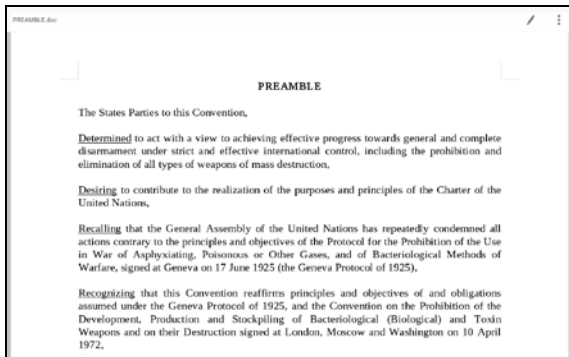 PREAMBLE.doc
PREAMBLE
The States Parties to this Convention,
Determined to act with a view to achieving effective progress towards general and complete
disarmament under strict and effective international control, including the prohibition and
elimination of all types of weapons of mass destruction,
Desiring to contribute to the realization of the purposes and principles of the Charter of the
United Nations,
Recalling that the General Assembly of the United Nations has repeatedly condemned all
actions contrary to the principles and objectives of the Protocol for the Prohibition of the Use
in War of Asphyxiating, Poisonous or Other Gases, and of Bacteriological Methods of
Warfare, signed at Geneva on 17 June 1925 (the Geneva Protocol of 1925),
Recognizing that this Convention reaffirms principles and objectives of and obligations
assumed under the Geneva Protocol of 1925, and the Convention on the Prohibition of the
Development, Production and Stockpiling of Bacteriological (Biological) and Toxin
Weapons and on their Destruction signed at London, Moscow and Washington on 10 April
1972,